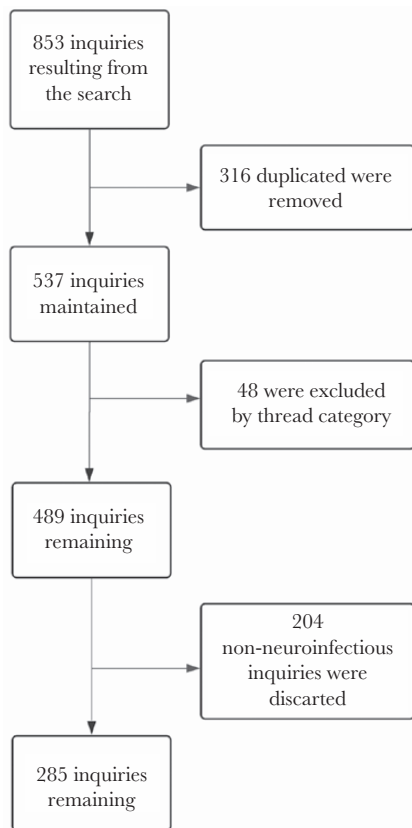 853 inquiries
resulting from
the search
316 duplicated were
removed
537 inquiries
maintained
48 were excluded
by thread category
489 inquiries
remaining
204
non-neuroinfectious
inquiries were
discarted
285 inquiries
remaining